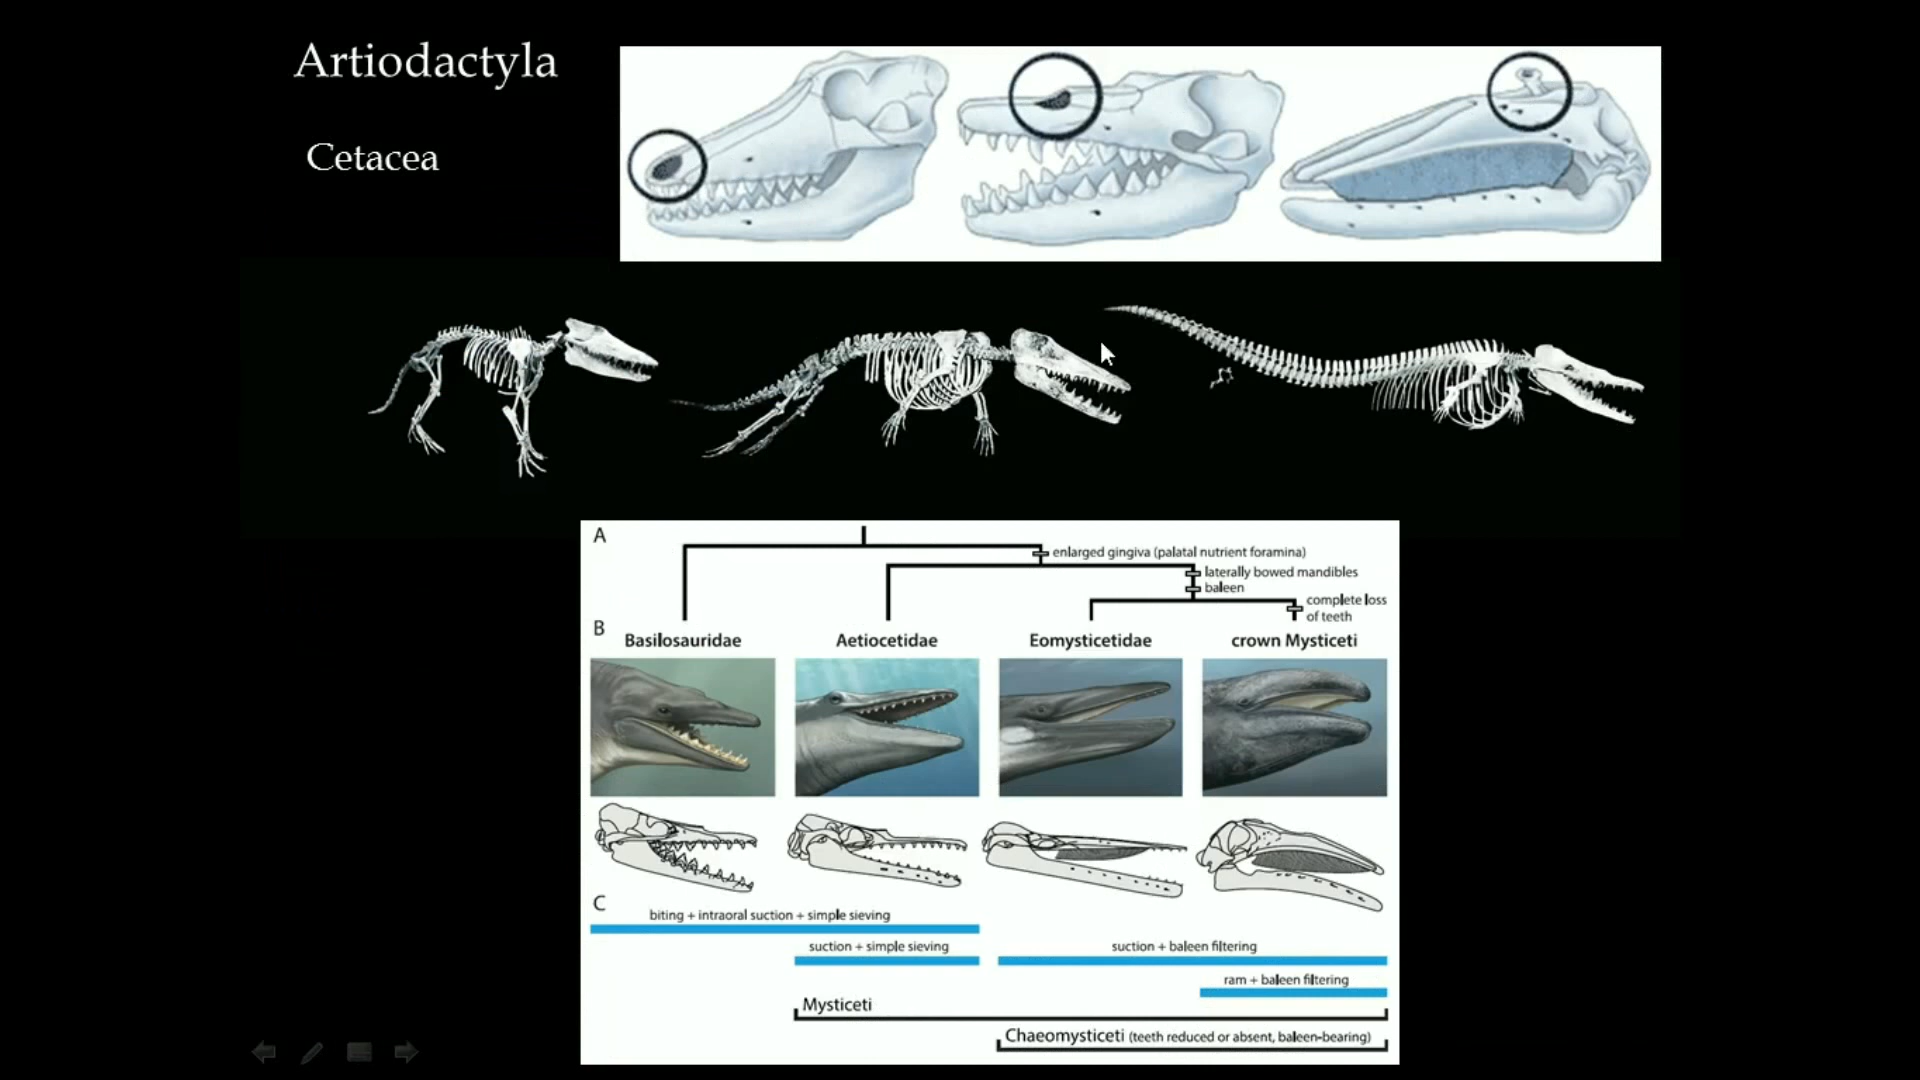 Artiodactyla
Cetacea
A
enlarged gingiva (palatal nutrient foramina)
laterally bowed mandibles
baleen
complete loss
of teeth
B
Basilosauridae
Aetiocetidae
Eomysticetidae
crown Mysticeti
C
biting + intraoral suction + simple sieving
suction + simple sieving
suction + baleen filtering
ram + baleen filtering
Mysticeti
Chaeomysticeti (teeth reduced or absent, baleen-bearing)